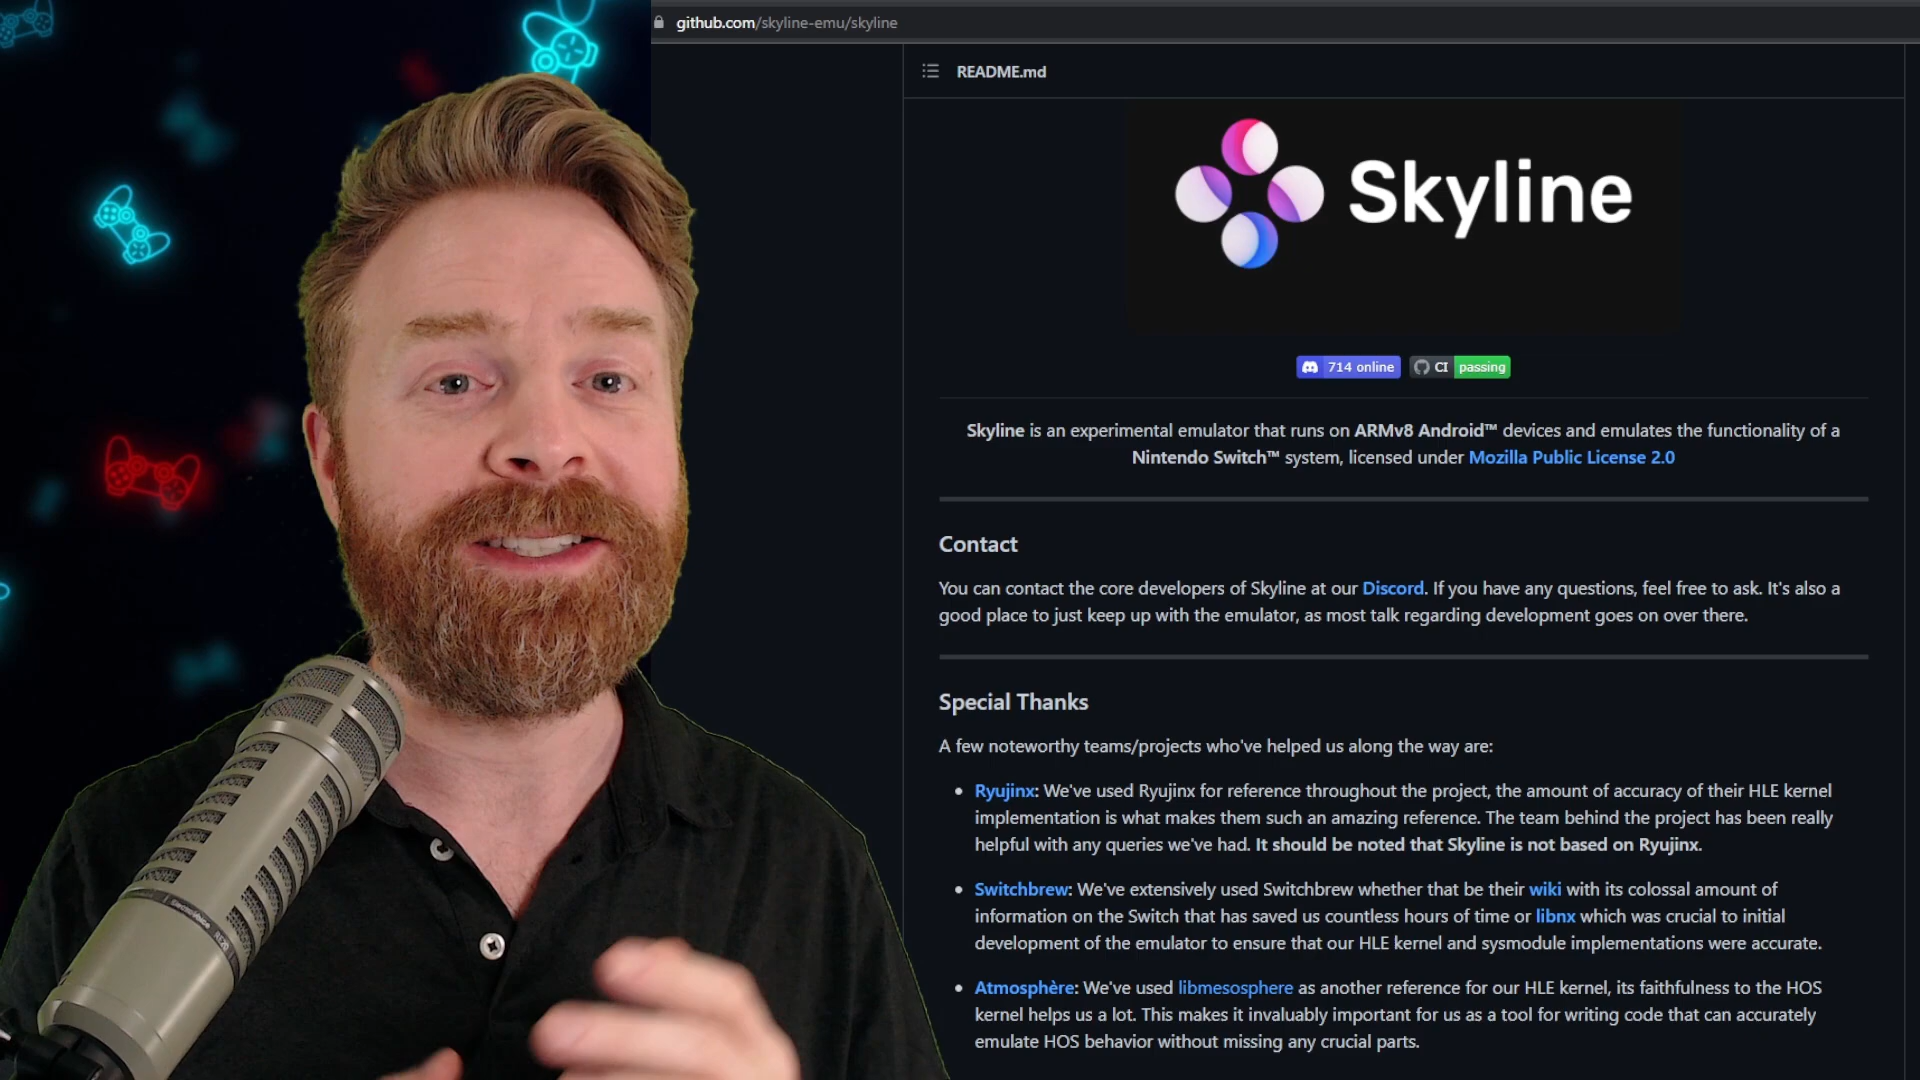 github.com/skyline-emu/skyline
README.md
Skyline
714 online
CI passing
Skyline is an experimental emulator that runs on ARMv8 Android™ devices and emulates the functionality of a
Nintendo Switch™ system, licensed under Mozilla Public License 2.0
Contact
You can contact the core developers of Skyline at our Discord. If you have any questions, feel free to ask. It's also a
good place to just keep up with the emulator, as most talk regarding development goes on over there.
Special Thanks
A few noteworthy teams/projects who've helped us along the way are:
• Ryujinx: We've used Ryujinx for reference throughout the project, the amount of accuracy of their HLE kernel
implementation is what makes them such an amazing reference. The team behind the project has been really
helpful with any queries we've had. It should be noted that Skyline is not based on Ryujinx.
• Switchbrew: We've extensively used Switchbrew whether that be their wiki with its colossal amount of
information on the Switch that has saved us countless hours of time or libnx which was crucial to initial
development of the emulator to ensure that our HLE kernel and sysmodule implementations were accurate.
• Atmosphère: We've used libmesosphere as another reference for our HLE kernel, its faithfulness to the HOS
kernel helps us a lot. This makes it invaluably important for us as a tool for writing code that can accurately
emulate HOS behavior without missing any crucial parts.
RE20